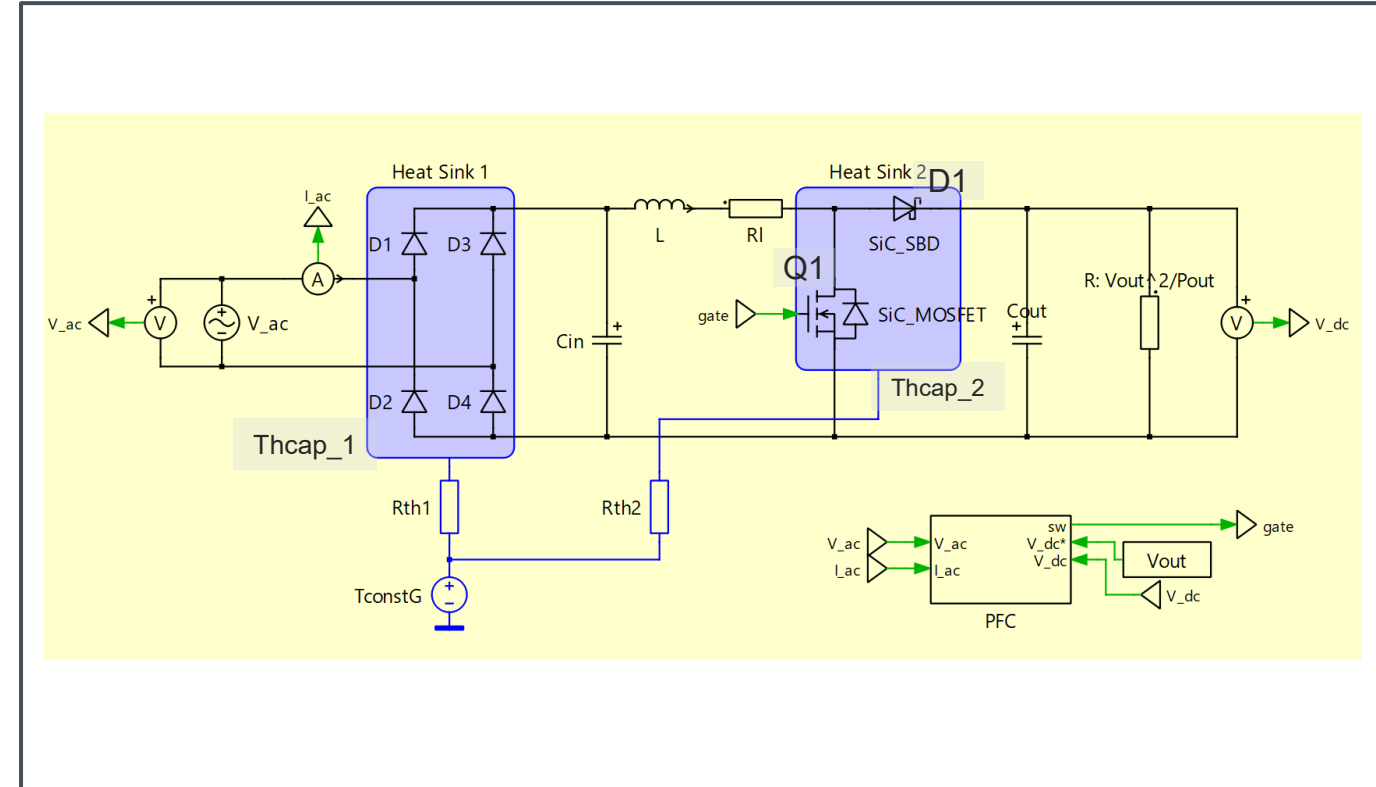 Heat Sink 1
Heat Sink 2
D1
I_ac
A
D1
D3
L
Rl
SiC_SBD
Q1
R: Vout^2/Pout
V_ac
+
V
V_ac
Cin
+
gate
SiC_MOSFET
Cout
+
+
V
V_dc
D2
D4
Thcap_2
Thcap_1
Rth1
Rth2
TconstG
+
−
V_ac
I_ac
V_ac
I_ac
sw
V_dc*
V_dc
gate
Vout
V_dc
PFC